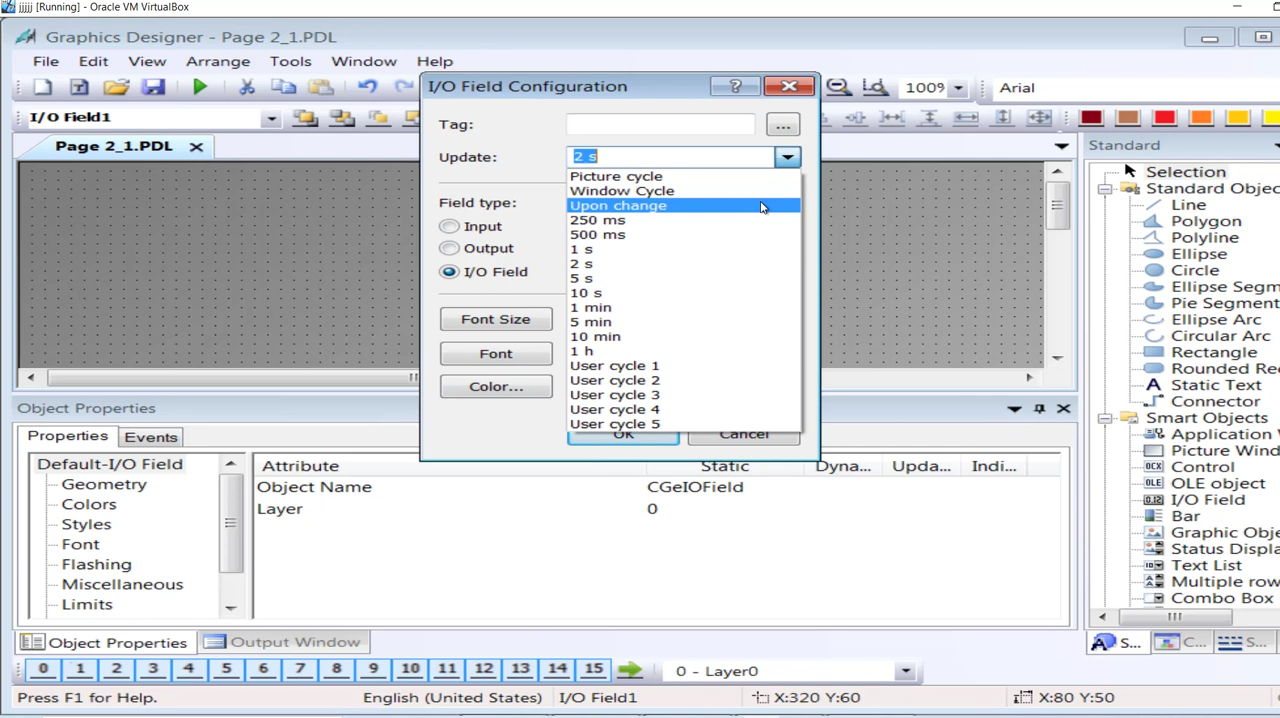 jjjjj [Running] - Oracle VM VirtualBox
Graphics Designer - Page 2_1.PDL
File Edit View Arrange Tools Window Help
100% Arial
I/O Field1
Page 2_1.PDL
I/O Field Configuration
Tag:
...
Update: 2 s
Picture cycle
Window Cycle
Upon change
250 ms
500 ms
1 s
2 s
5 s
10 s
1 min
5 min
10 min
1 h
User cycle 1
User cycle 2
User cycle 3
User cycle 4
User cycle 5
Field type:
Input
Output
I/O Field
Font Size
Font
Color...
OK Cancel
Standard
Selection
Standard Objec
Line
Polygon
Polyline
Ellipse
Circle
Ellipse Segm
Pie Segment
Ellipse Arc
Circular Arc
Rectangle
Rounded Rec
A Static Text
Connector
Smart Objects
Application
Picture Wind
OCX Control
OLE OLE object
0.12 I/O Field
Bar
Graphic Obje
Status Displa
Text List
Multiple row
Combo Box
S... C... S...
Object Properties
Properties Events
Default-I/O Field
Geometry
Colors
Styles
Font
Flashing
Miscellaneous
Limits
Attribute Static Dyna... Upda... Indi...
Object Name CGeIOField
Layer 0
Object Properties Output Window
0 1 2 3 4 5 6 7 8 9 10 11 12 13 14 15 0 - Layer0
Press F1 for Help. English (United States) I/O Field1 X:320 Y:60 X:80 Y:50